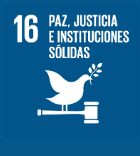 16 PAZ, JUSTICIA
E INSTITUCIONES
SÓLIDAS